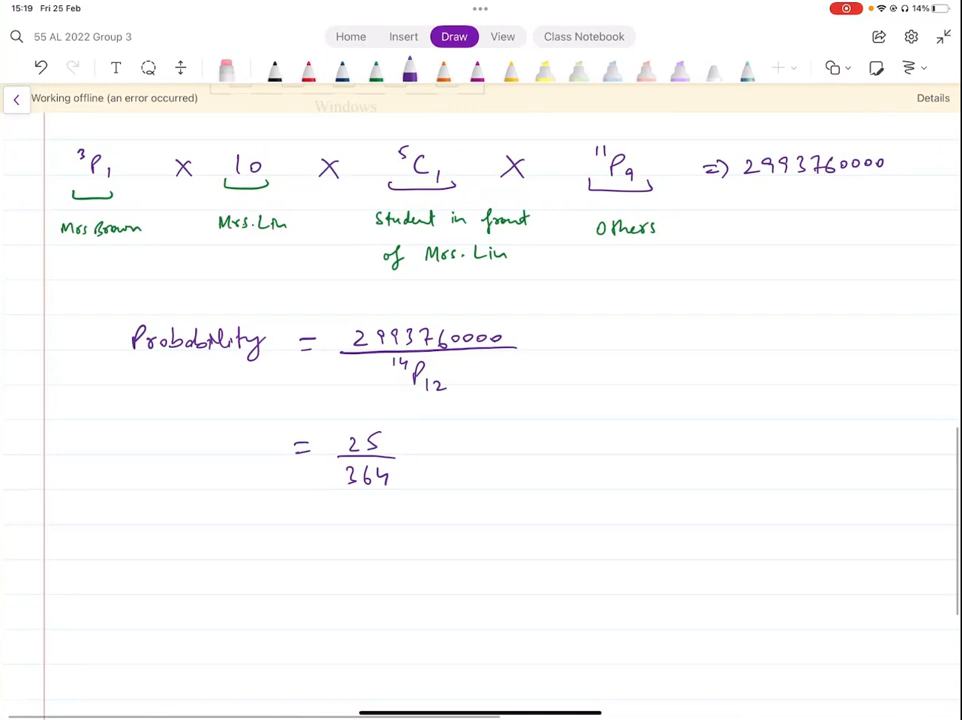 15:19 Fri 25 Feb 14%
55 AL 2022 Group 3 Home Insert Draw View Class Notebook
Working offline (an error occurred) Details
Windows
³P₁ X 10 X ⁵C₁ X ¹¹P₉ => 2993760000
Mrs Brown Mrs. Lin Student in front Others
of Mrs. Lin
Probability = 2993760000
¹⁴P₁₂
= 25
364